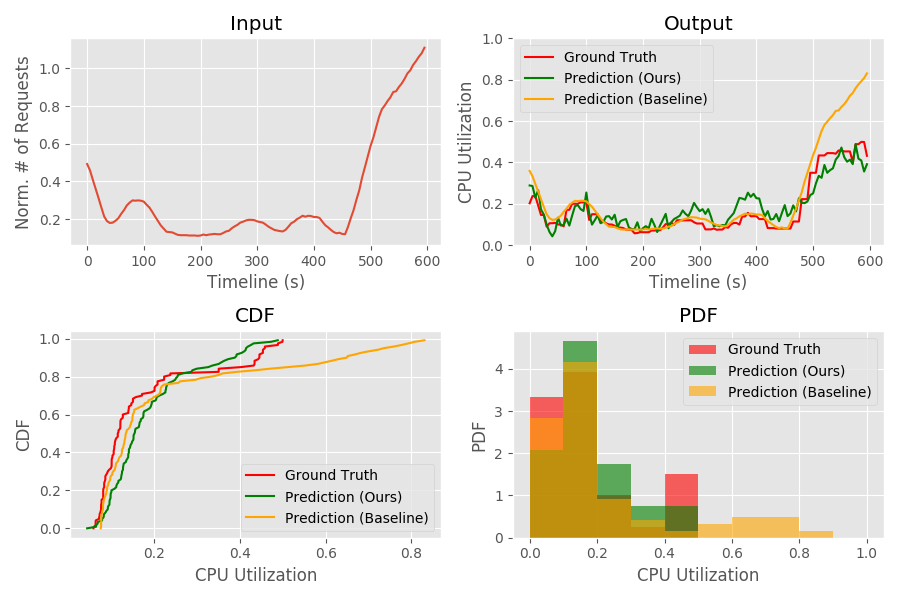 Input
Norm. # of Requests
1.0
0.8
0.6
0.4
0.2
0 100 200 300 400 500 600
Timeline (s)
Output
CPU Utilization
1.0
0.8
0.6
0.4
0.2
0.0
Ground Truth
Prediction (Ours)
Prediction (Baseline)
0 100 200 300 400 500 600
Timeline (s)
CDF
CDF
1.0
0.8
0.6
0.4
0.2
0.0
Ground Truth
Prediction (Ours)
Prediction (Baseline)
0.2 0.4 0.6 0.8
CPU Utilization
PDF
PDF
4
3
2
1
0
Ground Truth
Prediction (Ours)
Prediction (Baseline)
0.0 0.2 0.4 0.6 0.8 1.0
CPU Utilization